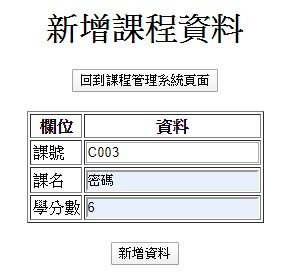 新增課程資料
回到課程管理系統頁面
欄位 資料
課號 C003
課名 密碼
學分數 6
新增資料